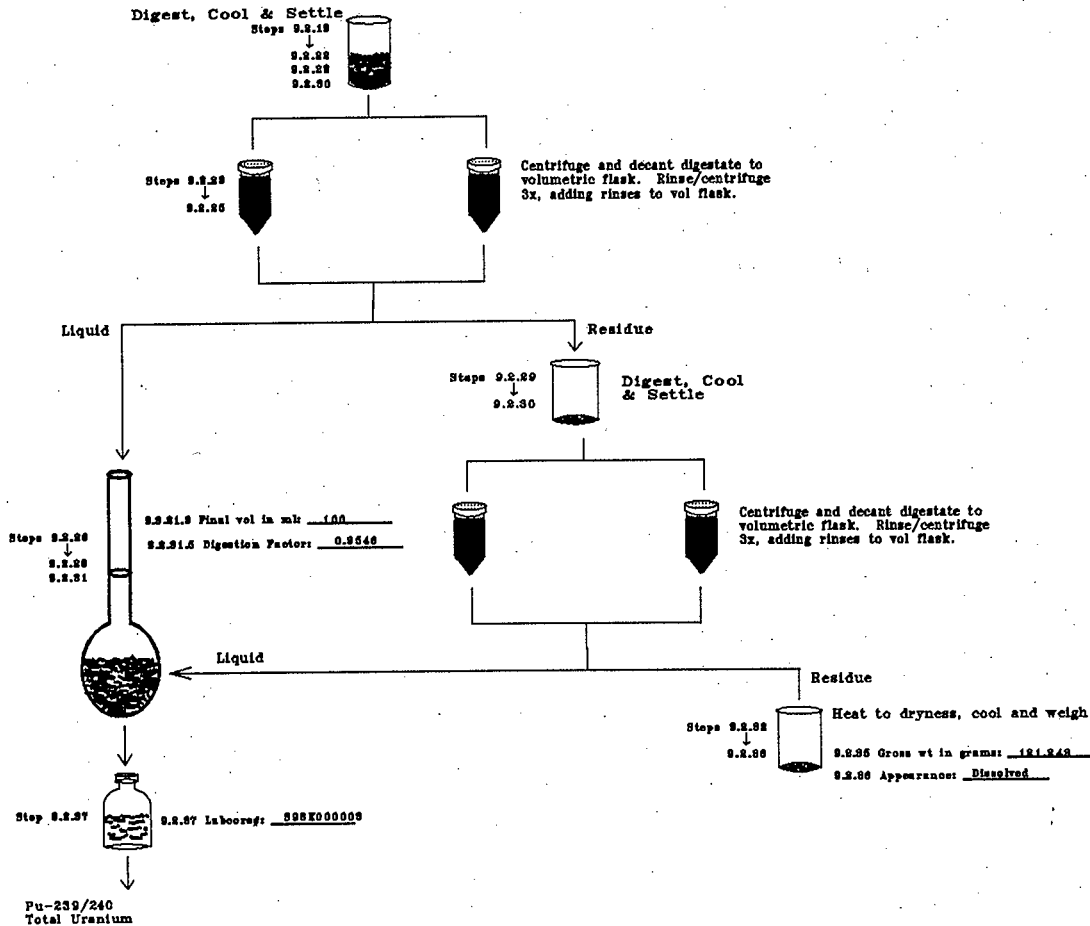 Digest, Cool & Settle
Steps 9.2.19
9.2.22
9.2.28
9.2.30
Steps 9.2.23
9.2.25
Centrifuge and decant digestate to
volumetric flask. Rinse/centrifuge
3x, adding rinses to vol flask.
Liquid
Residue
Steps 9.2.29
9.2.30
Digest, Cool
& Settle
Final vol in ml: 100
9.2.31.5 Digestion Factor: 0.9546
Steps 9.2.26
9.2.28
9.2.31
Centrifuge and decant digestate to
volumetric flask. Rinse/centrifuge
3x, adding rinses to vol flask.
Liquid
Residue
Heat to dryness, cool and weigh
Steps 9.2.32
9.2.36
9.2.35 Gross wt in grams:
9.2.36 Appearance: Dissolved
Step 9.2.37
9.2.37 Labcore#:
Pu-239/240
Total Uranium